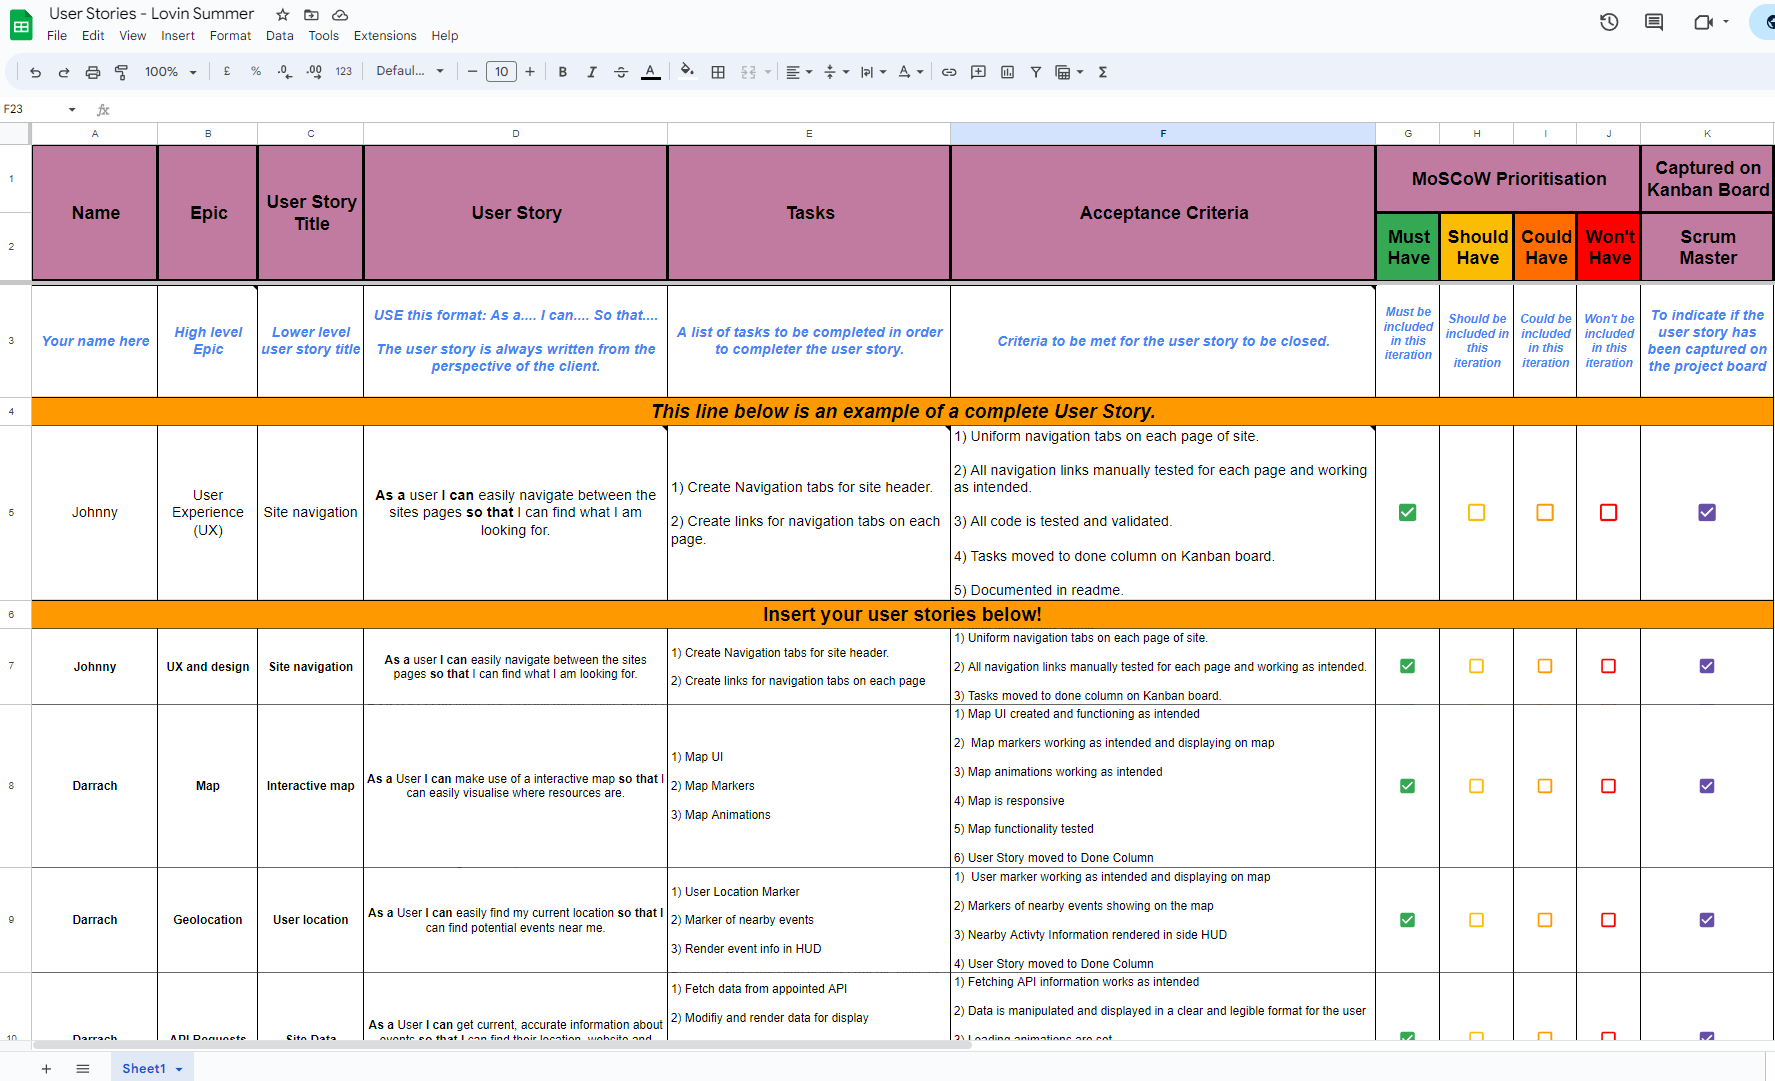 User Stories - Lovin Summer
File Edit View Insert Format Data Tools Extensions Help
100% £ % .0 .00 123 Defaul... 10 B I A
F23 fx
A B C D E F G H I J K
1
Name
Epic
User Story
Title
User Story
Tasks
Acceptance Criteria
MoSCoW Prioritisation
Captured on
Kanban Board
2
Must
Have
Should
Have
Could
Have
Won't
Have
Scrum
Master
3
Your name here
High level
Epic
Lower level
user story title
USE this format: As a.... I can.... So that....
The user story is always written from the
perspective of the client.
A list of tasks to be completed in order
to completer the user story.
Criteria to be met for the user story to be closed.
Must be
included
in this
iteration
Should be
included in
this
iteration
Could be
included
in this
iteration
Won't be
included
in this
iteration
To indicate if the
user story has
been captured on
the project board
4
This line below is an example of a complete User Story.
5
Johnny
User
Experience
(UX)
Site navigation
As a user I can easily navigate between the
sites pages so that I can find what I am
looking for.
1) Create Navigation tabs for site header.
2) Create links for navigation tabs on each
page.
1) Uniform navigation tabs on each page of site.
2) All navigation links manually tested for each page and working
as intended.
3) All code is tested and validated.
4) Tasks moved to done column on Kanban board.
5) Documented in readme.
6
Insert your user stories below!
7
Johnny
UX and design
Site navigation
As a user I can easily navigate between the sites
pages so that I can find what I am looking for.
1) Create Navigation tabs for site header.
2) Create links for navigation tabs on each page
1) Uniform navigation tabs on each page of site.
2) All navigation links manually tested for each page and working as intended.
3) Tasks moved to done column on Kanban board.
8
Darrach
Map
Interactive map
As a User I can make use of a interactive map so that I
can easily visualise where resources are.
1) Map UI
2) Map Markers
3) Map Animations
1) Map UI created and functioning as intended
2) Map markers working as intended and displaying on map
3) Map animations working as intended
4) Map is responsive
5) Map functionality tested
6) User Story moved to Done Column
9
Darrach
Geolocation
User location
As a User I can easily find my current location so that I
can find potential events near me.
1) User Location Marker
2) Marker of nearby events
3) Render event info in HUD
1) User marker working as intended and displaying on map
2) Markers of nearby events showing on the map
3) Nearby Activty Information rendered in side HUD
4) User Story moved to Done Column
10
Darrach
API Requests
Site Data
As a User I can get current, accurate information about
events so that I can find their location, website and
1) Fetch data from appointed API
2) Modifiy and render data for display
1) Fetching API information works as intended
2) Data is manipulated and displayed in a clear and legible format for the user
3) Loading animations are set
Sheet1